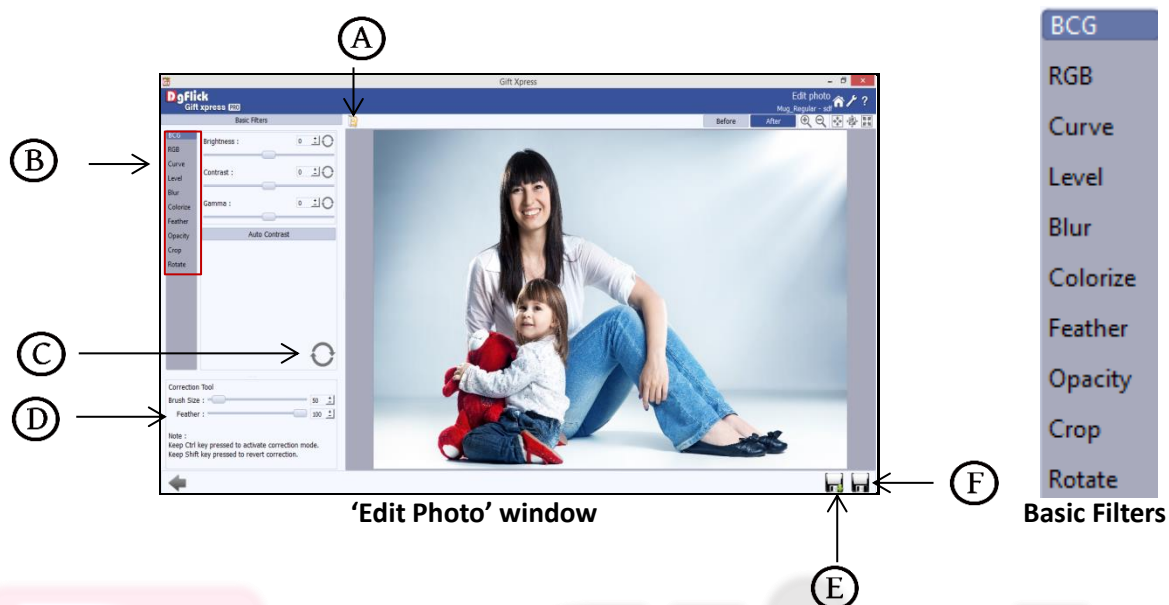 A
Gift Xpress
DgFlick
Gift xpress PRO
Edit photo
Mug_Regular - sdf
?
Basic Filters
Before
After
B
BCG
RGB
Curve
Level
Blur
Colorize
Feather
Opacity
Crop
Rotate
Brightness : 0
Contrast : 0
Gamma : 0
Auto Contrast
C
D
Correction Tool
Brush Size : 50
Feather : 100
Note :
Keep Ctrl key pressed to activate correction mode.
Keep Shift key pressed to revert correction.
F
‘Edit Photo’ window
E
BCG
RGB
Curve
Level
Blur
Colorize
Feather
Opacity
Crop
Rotate
Basic Filters